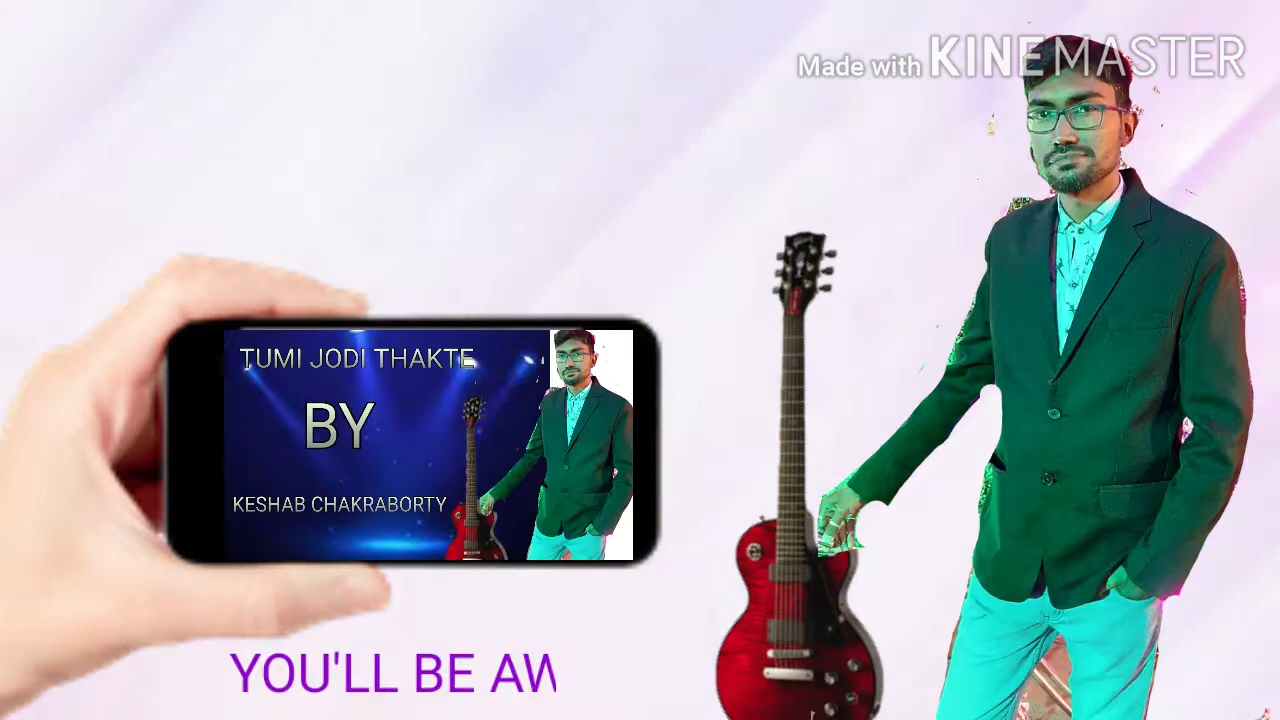 Made with KINEMASTER
TUMI JODI THAKTE
BY
KESHAB CHAKRABORTY
YOU'LL BE AW